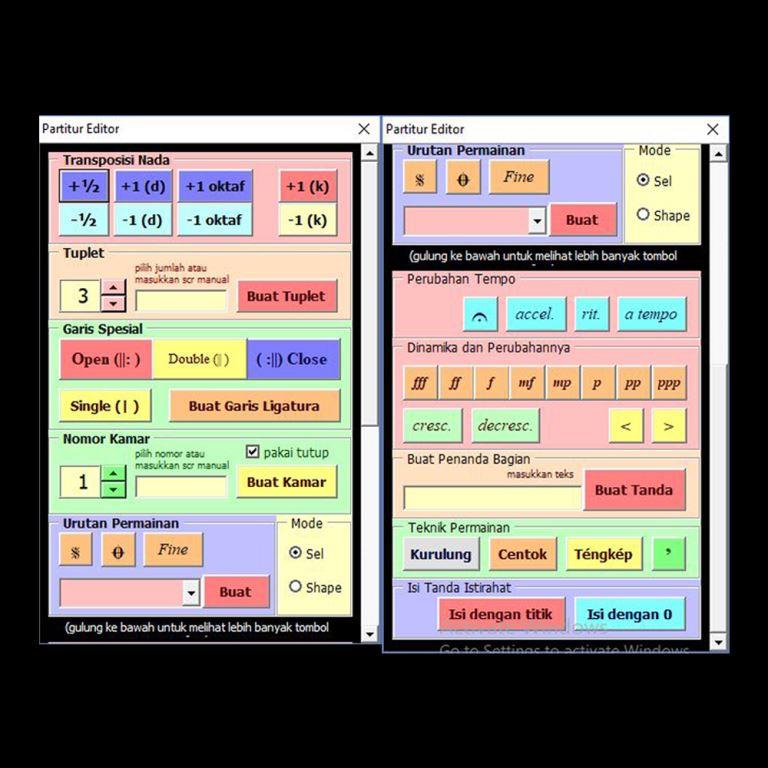 Partitur Editor
Transposisi Nada
+½ +1 (d) +1 oktaf +1 (k)
-½ -1 (d) -1 oktaf -1 (k)
Tuplet
pilih jumlah atau
masukkan scr manual
3 Buat Tuplet
Garis Spesial
Open (||: ) Double (|| ) ( :||) Close
Single (| ) Buat Garis Ligatura
Nomor Kamar
pilih nomor atau
masukkan scr manual
pakai tutup
1 Buat Kamar
Urutan Permainan
Fine
Buat
Mode
Sel
Shape
(gulung ke bawah untuk melihat lebih banyak tombol
Partitur Editor
Urutan Permainan
Fine
Buat
Mode
Sel
Shape
(gulung ke bawah untuk melihat lebih banyak tombol
Perubahan Tempo
accel. rit. a tempo
Dinamika dan Perubahannya
fff ff f mf mp p pp ppp
cresc. decresc. < >
Buat Penanda Bagian
masukkan teks
Buat Tanda
Teknik Permainan
Kurulung Centok Téngkép ,
Isi Tanda Istirahat
Isi dengan titik Isi dengan 0
Activate Windows
Go to Settings to activate Windows.